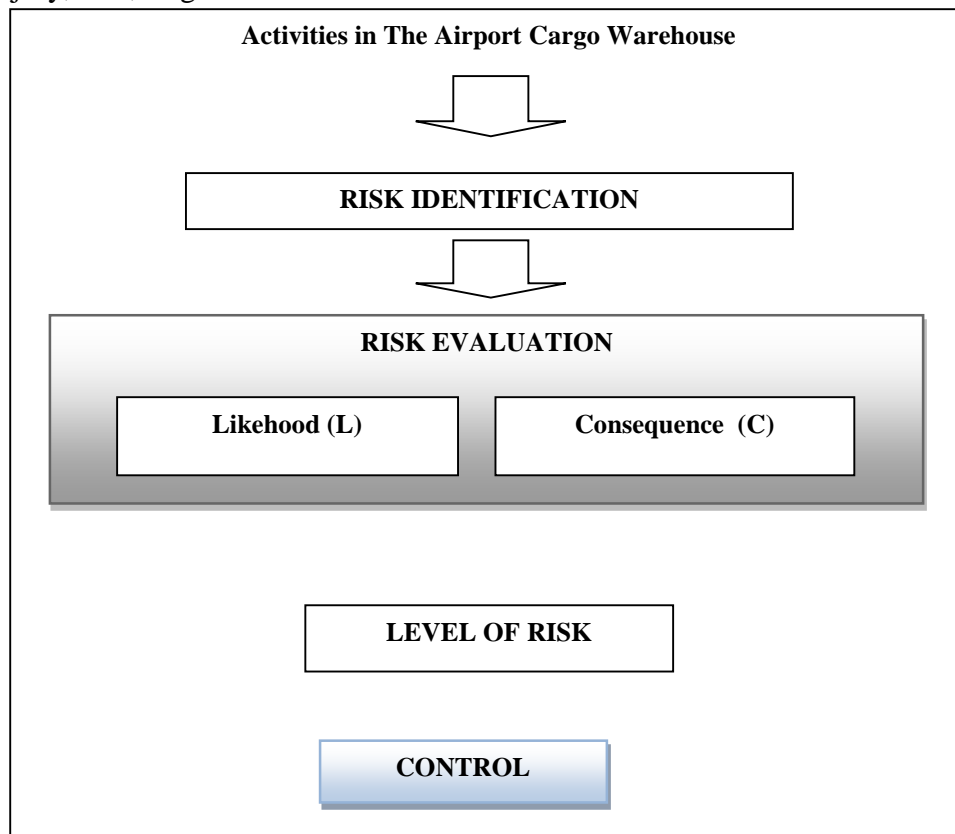 Activities in The Airport Cargo Warehouse
RISK IDENTIFICATION
RISK EVALUATION
Likehood (L) Consequence (C)
LEVEL OF RISK
CONTROL